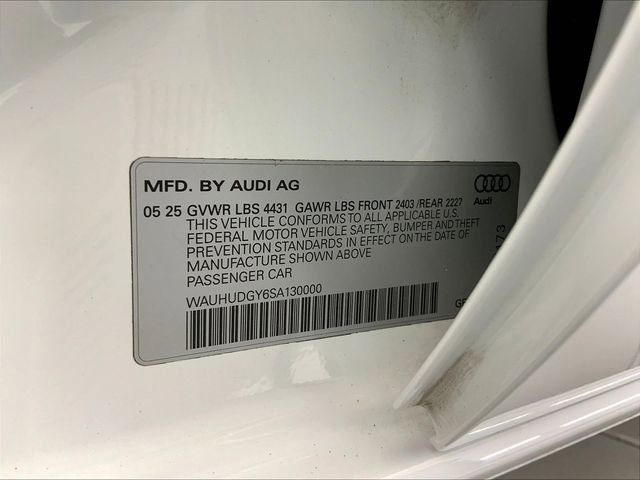 MFD. BY AUDI AG
Audi
05 25 GVWR LBS 4431 GAWR LBS FRONT 2403 /REAR 2227
THIS VEHICLE CONFORMS TO ALL APPLICABLE U.S.
FEDERAL MOTOR VEHICLE SAFETY, BUMPER AND THEFT
PREVENTION STANDARDS IN EFFECT ON THE DATE OF
MANUFACTURE SHOWN ABOVE
PASSENGER CAR
WAUHUDGY6SA130000
173